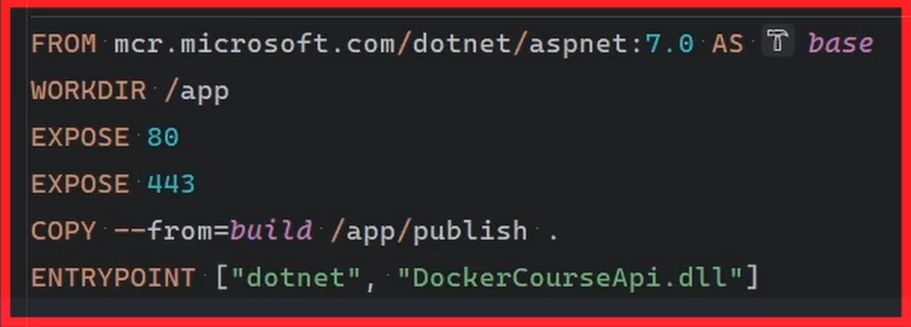 FROM mcr.microsoft.com/dotnet/aspnet:7.0 AS base
WORKDIR /app
EXPOSE 80
EXPOSE 443
COPY --from=build /app/publish .
ENTRYPOINT ["dotnet", "DockerCourseApi.dll"]